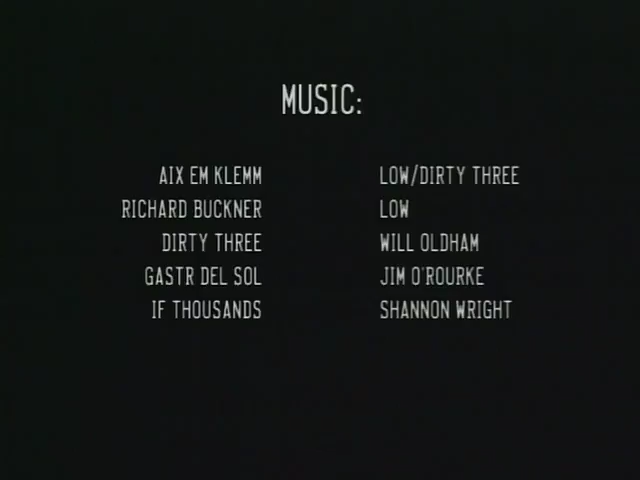 MUSIC:
AIX EM KLEMM
RICHARD BUCKNER
DIRTY THREE
GASTR DEL SOL
IF THOUSANDS
LOW/DIRTY THREE
LOW
WILL OLDHAM
JIM O'ROURKE
SHANNON WRIGHT